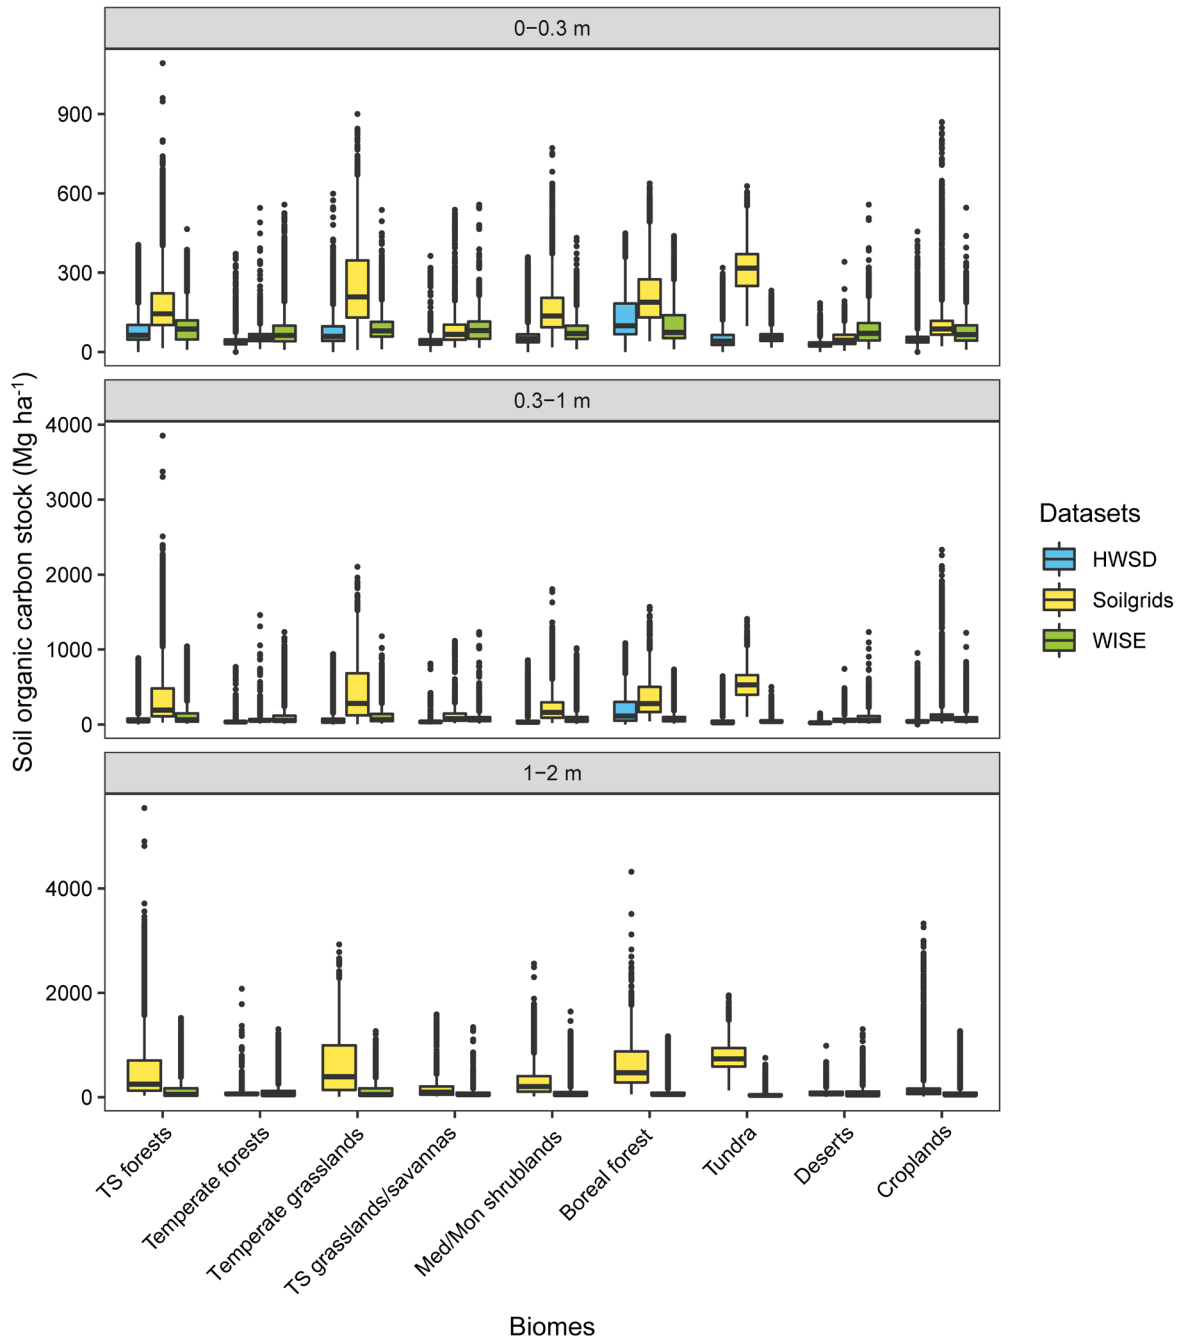 0−0.3 m
900
600
300
0
0.3−1 m
4000
3000
2000
1000
0
1−2 m
4000
2000
0
Soil organic carbon stock (Mg ha⁻¹)
TS forests
Temperate forests
Temperate grasslands
TS grasslands/savannas
Med/Mon shrublands
Boreal forest
Tundra
Deserts
Croplands
Biomes
Datasets
HWSD
Soilgrids
WISE